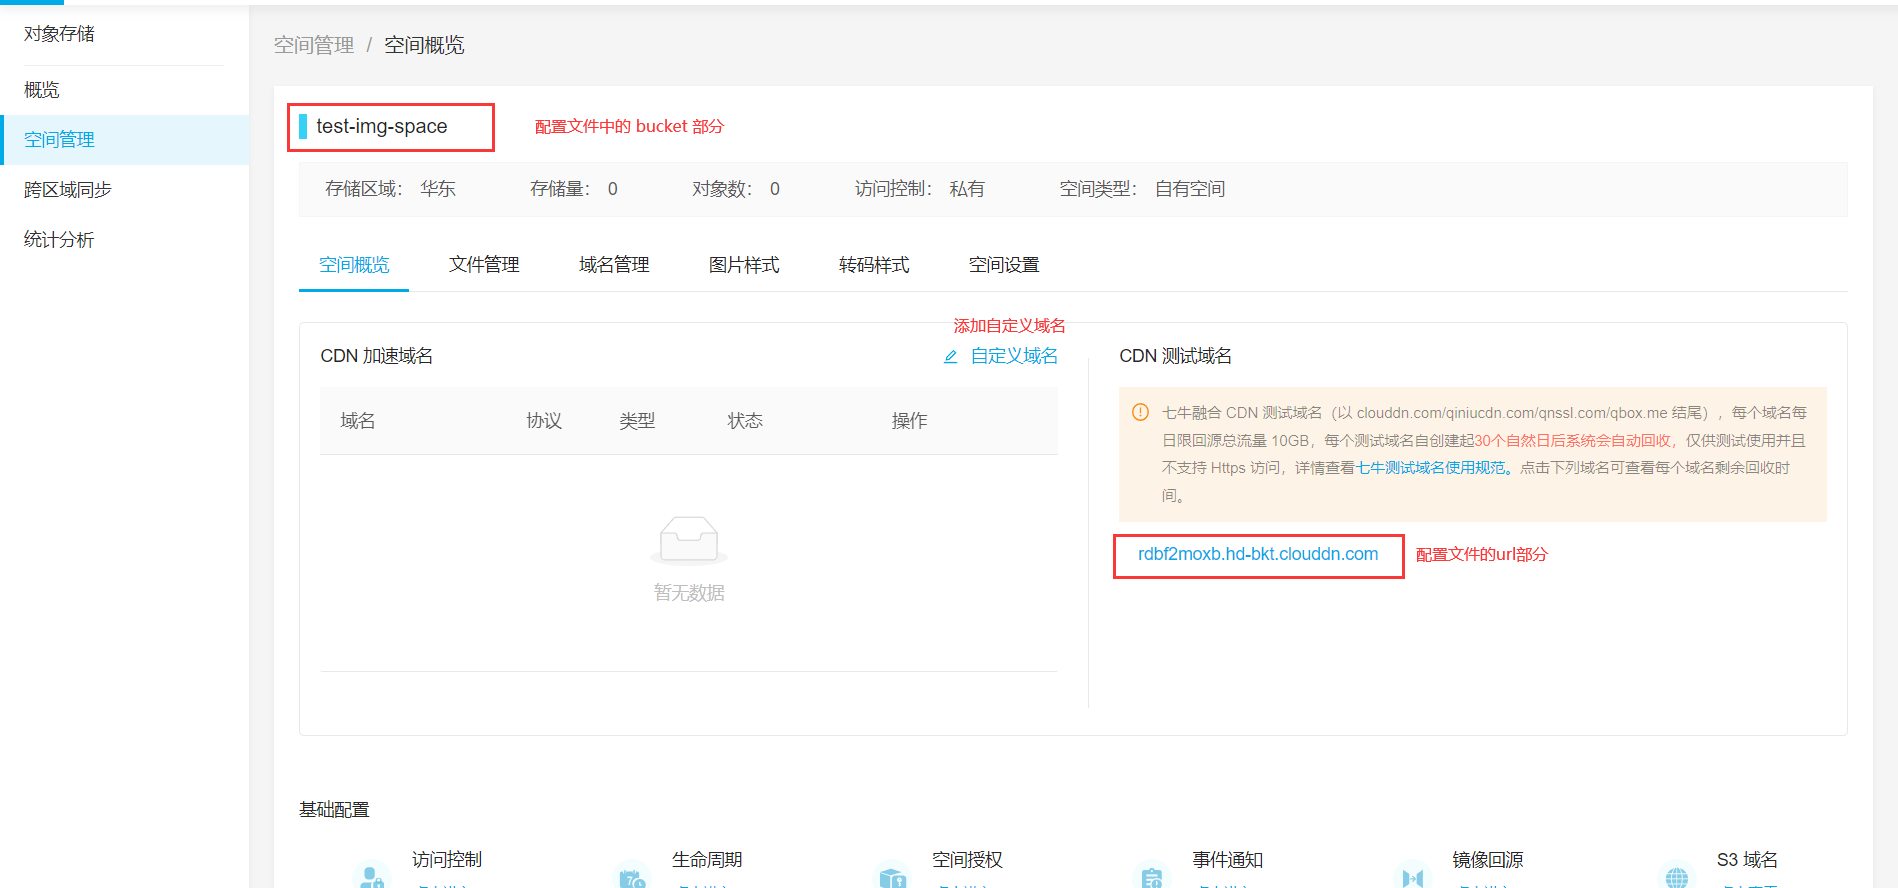 对象存储
概览
空间管理
跨区域同步
统计分析
空间管理 / 空间概览
test-img-space
配置文件中的 bucket 部分
存储区域： 华东 存储量： 0 对象数： 0 访问控制： 私有 空间类型： 自有空间
空间概览 文件管理 域名管理 图片样式 转码样式 空间设置
添加自定义域名
CDN 加速域名 自定义域名
域名 协议 类型 状态 操作
暂无数据
CDN 测试域名
七牛融合 CDN 测试域名（以 clouddn.com/qiniucdn.com/qnssl.com/qbox.me 结尾），每个域名每
日限回源总流量 10GB，每个测试域名自创建起30个自然日后系统会自动回收，仅供测试使用并且
不支持 Https 访问，详情查看七牛测试域名使用规范。点击下列域名可查看每个域名剩余回收时
间。
rdbf2moxb.hd-bkt.clouddn.com 配置文件的url部分
基础配置
访问控制 生命周期 空间授权 事件通知 镜像回源 S3 域名